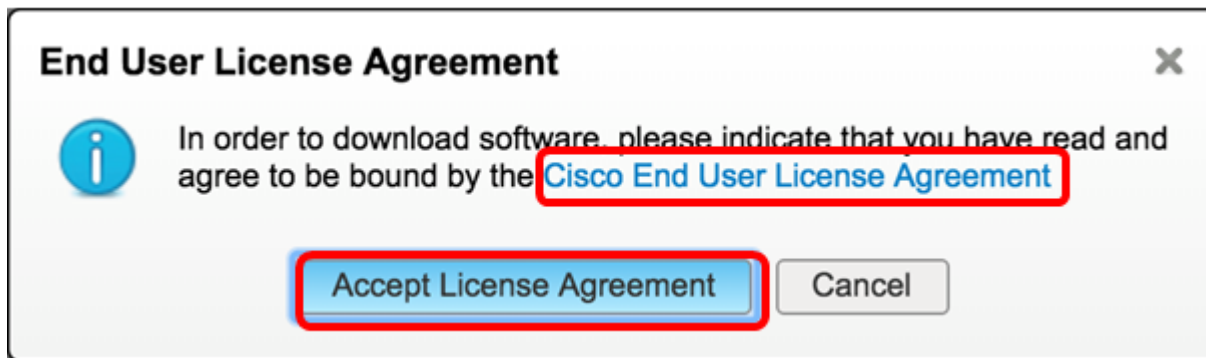 End User License Agreement
In order to download software, please indicate that you have read and
agree to be bound by the Cisco End User License Agreement
Accept License Agreement
Cancel